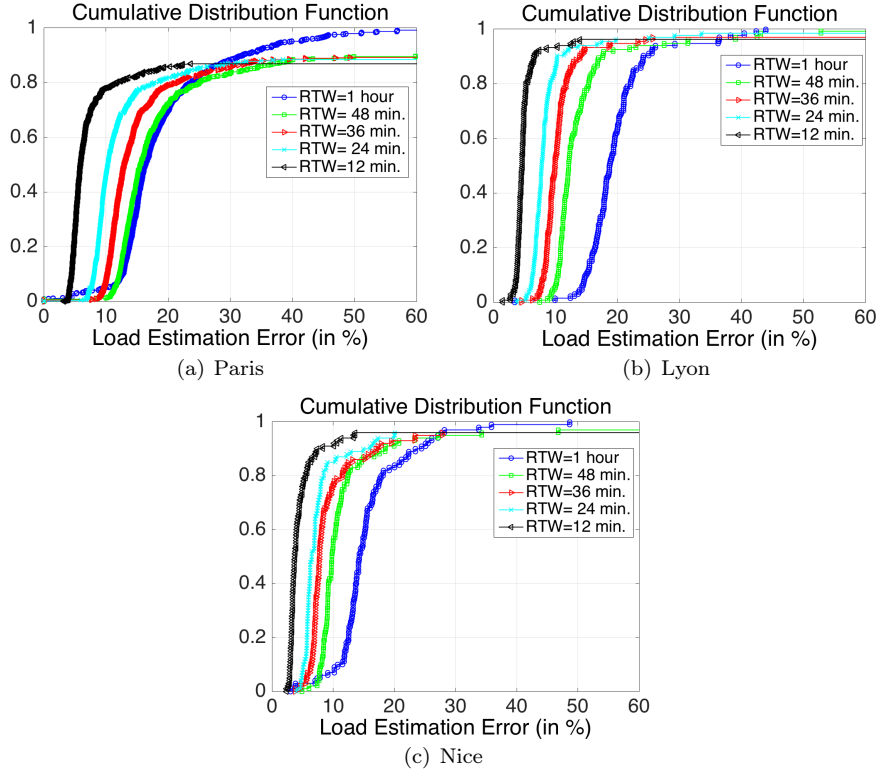 Cumulative Distribution Function
1
0.8
0.6
0.4
0.2
0
0 10 20 30 40 50 60
RTW=1 hour
RTW= 48 min.
RTW=36 min.
RTW= 24 min.
RTW=12 min.
Load Estimation Error (in %)
(a) Paris
Cumulative Distribution Function
1
0.8
0.6
0.4
0.2
0
0 10 20 30 40 50 60
RTW=1 hour
RTW= 48 min.
RTW=36 min.
RTW= 24 min.
RTW=12 min.
Load Estimation Error (in %)
(b) Lyon
Cumulative Distribution Function
1
0.8
0.6
0.4
0.2
0
0 10 20 30 40 50 60
RTW=1 hour
RTW= 48 min.
RTW=36 min.
RTW= 24 min.
RTW=12 min.
Load Estimation Error (in %)
(c) Nice